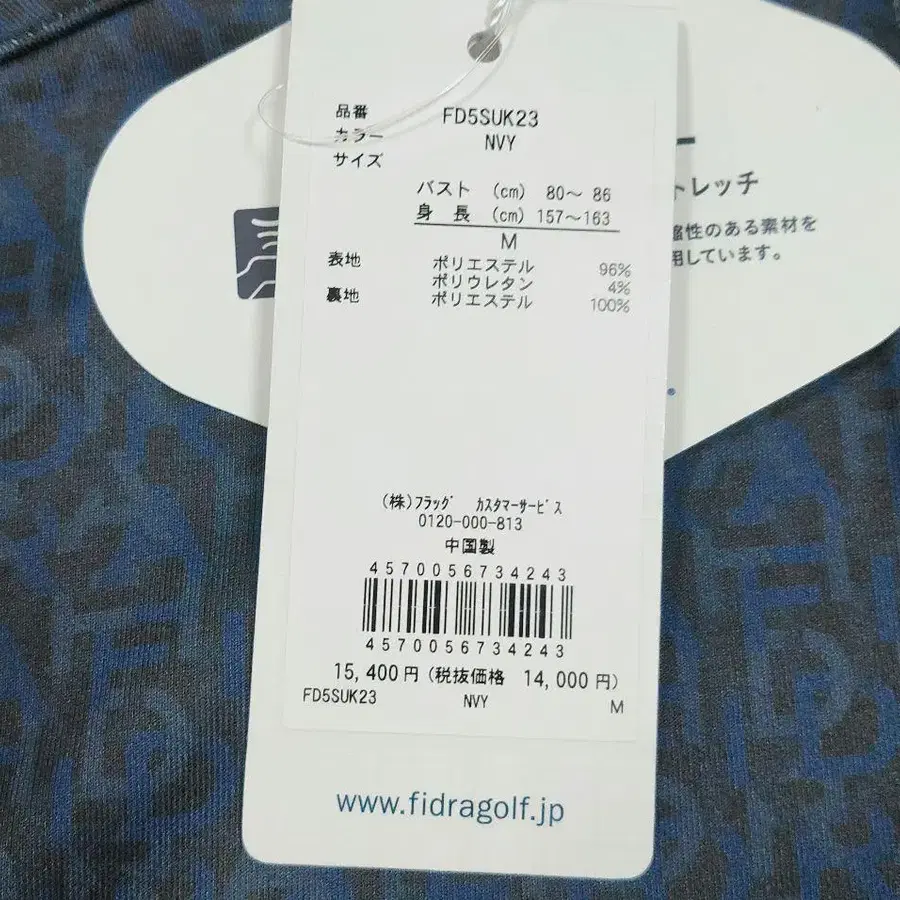 品番 FD5SUK23
カラー NVY
サイズ
バスト (cm) 80～ 86
身 長 (cm) 157～163
M
表地 ポリエステル 96%
ポリウレタン 4%
裏地 ポリエステル 100%
トレッチ
性のある素材を
用しています。
(株)フラッグ カスタマーサービス
0120-000-813
中国製
4570056734243
4570056734243
15,400円 (税抜価格 14,000円)
FD5SUK23 NVY M
www.fidragolf.jp